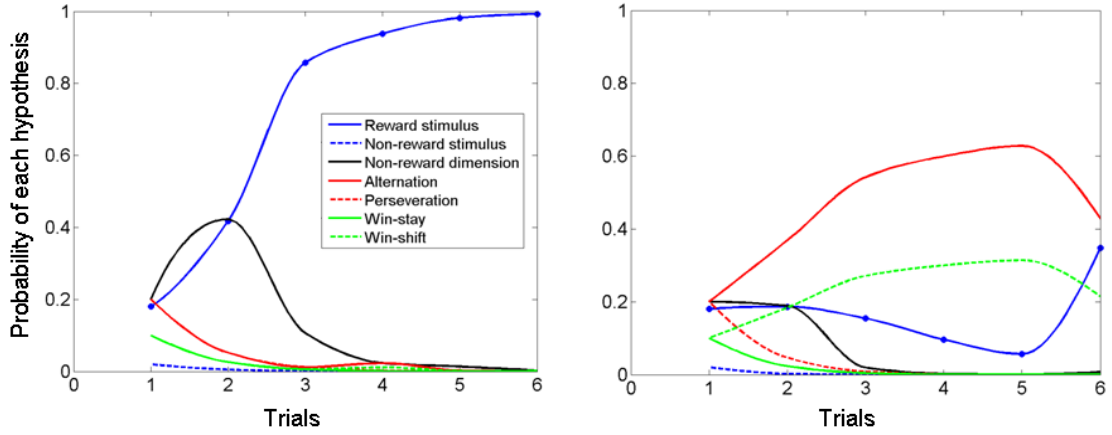 Probability of each hypothesis
1
0.8
0.6
0.4
0.2
0
Reward stimulus
Non-reward stimulus
Non-reward dimension
Alternation
Perseveration
Win-stay
Win-shift
0 1 2 3 4 5 6
Trials
1
0.8
0.6
0.4
0.2
0
0 1 2 3 4 5 6
Trials